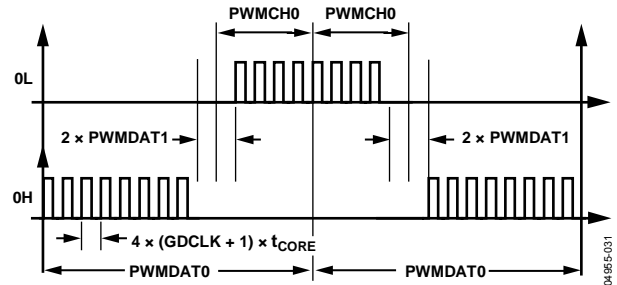 PWMCH0 PWMCH0
0L
2 × PWMDAT1 2 × PWMDAT1
0H
4 × (GDCLK + 1) × tCORE
PWMDAT0 PWMDAT0
04955-031